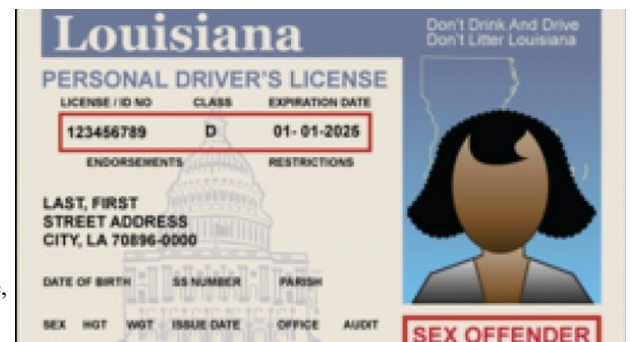 Louisiana
Don't Drink And Drive
Don't Litter Louisiana
PERSONAL DRIVER'S LICENSE
LICENSE / ID NO CLASS EXPIRATION DATE
123456789 D 01- 01-2025
ENDORSEMENTS RESTRICTIONS
LAST, FIRST
STREET ADDRESS
CITY, LA 70896-0000
DATE OF BIRTH SS NUMBER PARISH
SEX HGT WGT ISSUE DATE OFFICE AUDIT
SEX OFFENDER